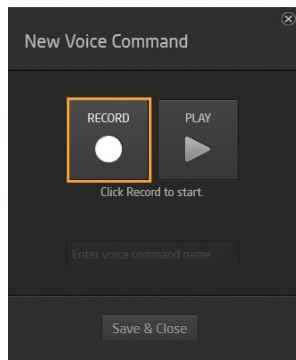 New Voice Command
RECORD
PLAY
Click Record to start.
Enter voice command name
Save & Close